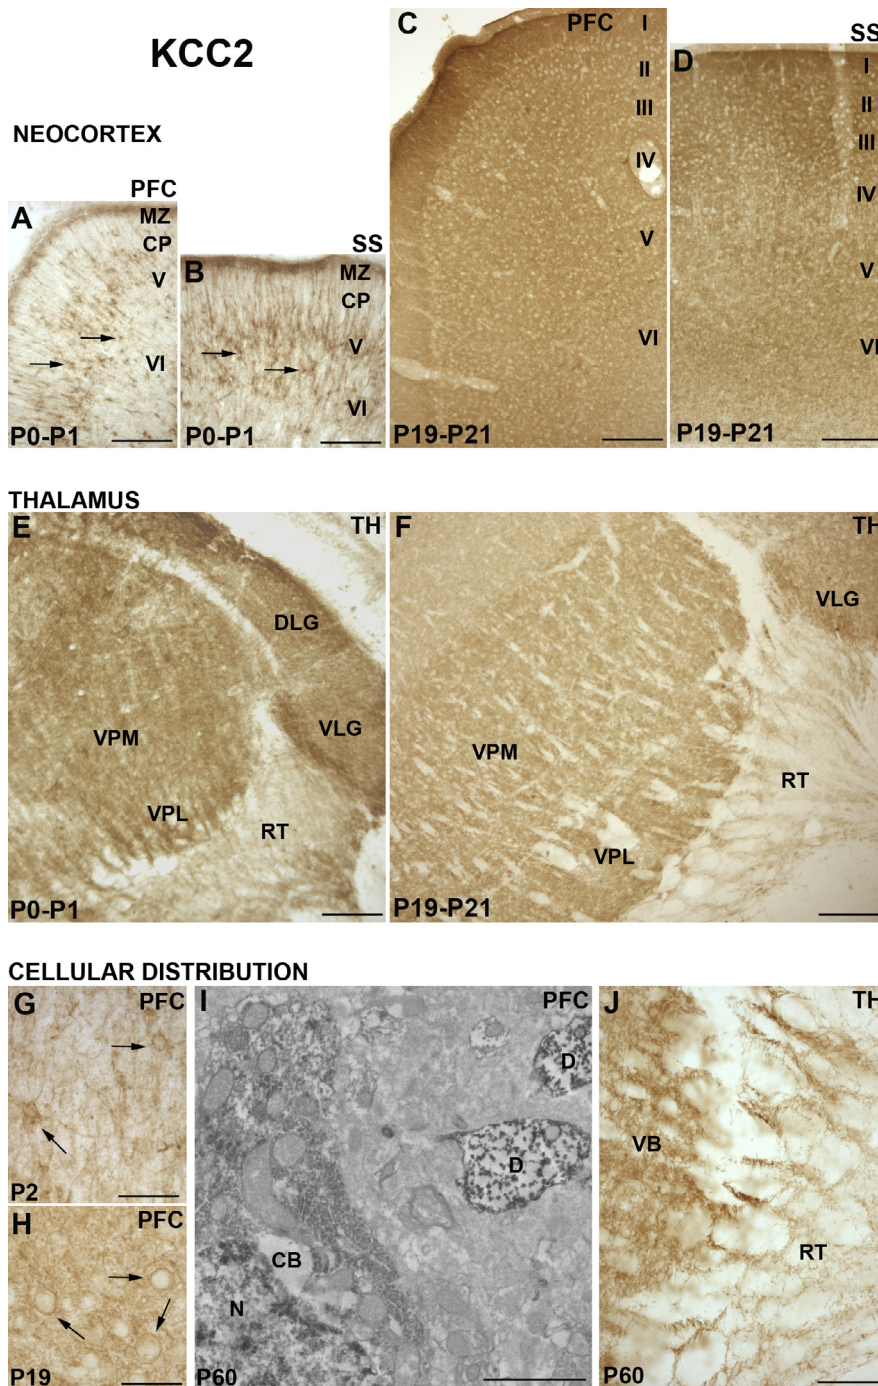 KCC2
NEOCORTEX
A
PFC
MZ
CP
V
VI
P0-P1
B
SS
MZ
CP
V
VI
P0-P1
C
PFC
I
II
III
IV
V
VI
P19-P21
D
SS
I
II
III
IV
V
VI
P19-P21
THALAMUS
E
TH
DLG
VLG
VPM
VPL
RT
P0-P1
F
TH
VLG
VPM
RT
VPL
P19-P21
CELLULAR DISTRIBUTION
G
PFC
P2
H
PFC
P19
I
PFC
D
D
CB
N
P60
J
TH
VB
RT
P60